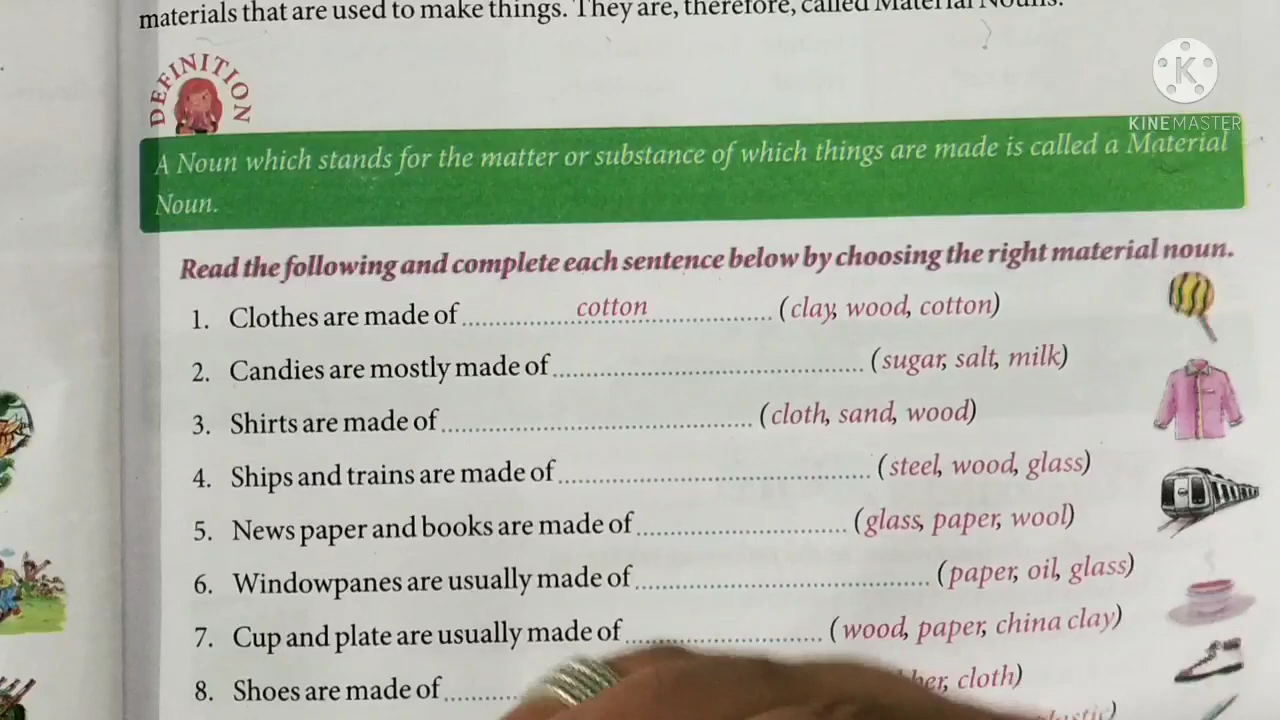 materials that are used to make things. They are, therefore, called Material Nouns.
DEFINITION
KINEMASTER
A Noun which stands for the matter or substance of which things are made is called a Material
Noun.
Read the following and complete each sentence below by choosing the right material noun.
1. Clothes are made of ........ cotton ........ (clay, wood, cotton)
2. Candies are mostly made of ........ (sugar, salt, milk)
3. Shirts are made of ........ (cloth, sand, wood)
4. Ships and trains are made of ........ (steel, wood, glass)
5. News paper and books are made of ........ (glass, paper, wool)
6. Windowpanes are usually made of ........ (paper, oil, glass)
7. Cup and plate are usually made of ........ (wood, paper, china clay)
8. Shoes are made of ........ cloth)